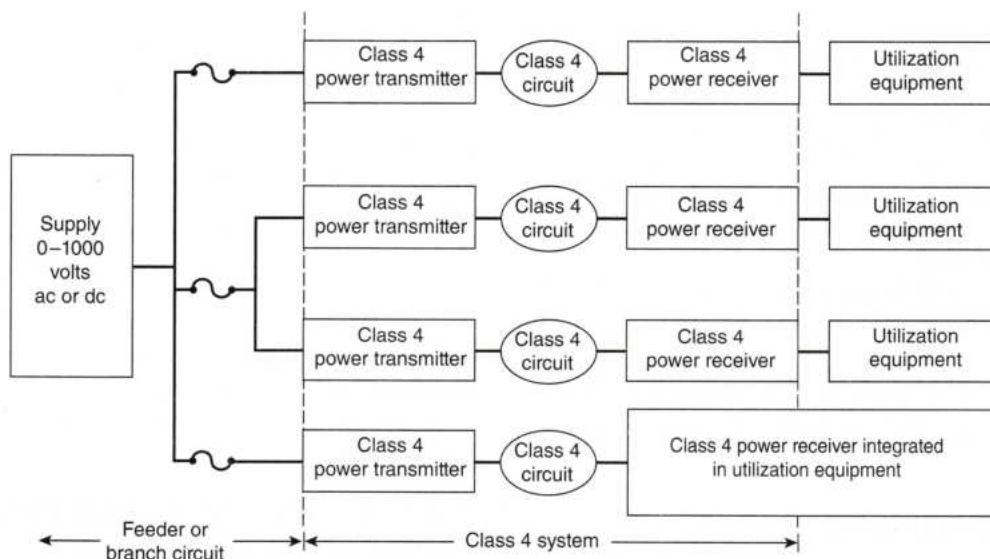 Class 4
power transmitter
Class 4
circuit
Class 4
power receiver
Utilization
equipment
Supply
0–1000
volts
ac or dc
Class 4
power transmitter
Class 4
circuit
Class 4
power receiver
Utilization
equipment
Class 4
power transmitter
Class 4
circuit
Class 4
power receiver
Utilization
equipment
Class 4
power transmitter
Class 4
circuit
Class 4 power receiver integrated
in utilization equipment
Feeder or
branch circuit
Class 4 system